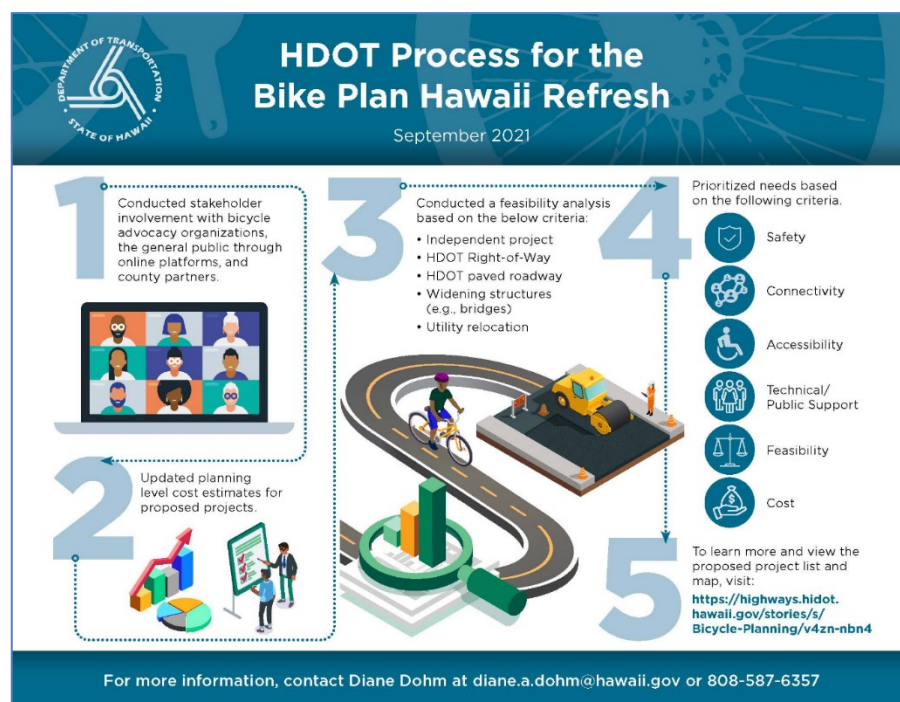 DEPARTMENT OF TRANSPORTATION
STATE OF HAWAII
HDOT Process for the
Bike Plan Hawaii Refresh
September 2021
1
Conducted stakeholder
involvement with bicycle
advocacy organizations,
the general public through
online platforms, and
county partners.
2
Updated planning
level cost estimates for
proposed projects.
3
Conducted a feasibility analysis
based on the below criteria:
• Independent project
• HDOT Right-of-Way
• HDOT paved roadway
• Widening structures
(e.g., bridges)
• Utility relocation
4
Prioritized needs based
on the following criteria.
Safety
Connectivity
Accessibility
Technical/
Public Support
Feasibility
$
Cost
5
To learn more and view the
proposed project list and
map, visit:
https://highways.hidot.
hawaii.gov/stories/s/
Bicycle-Planning/v4zn-nbn4
For more information, contact Diane Dohm at diane.a.dohm@hawaii.gov or 808-587-6357